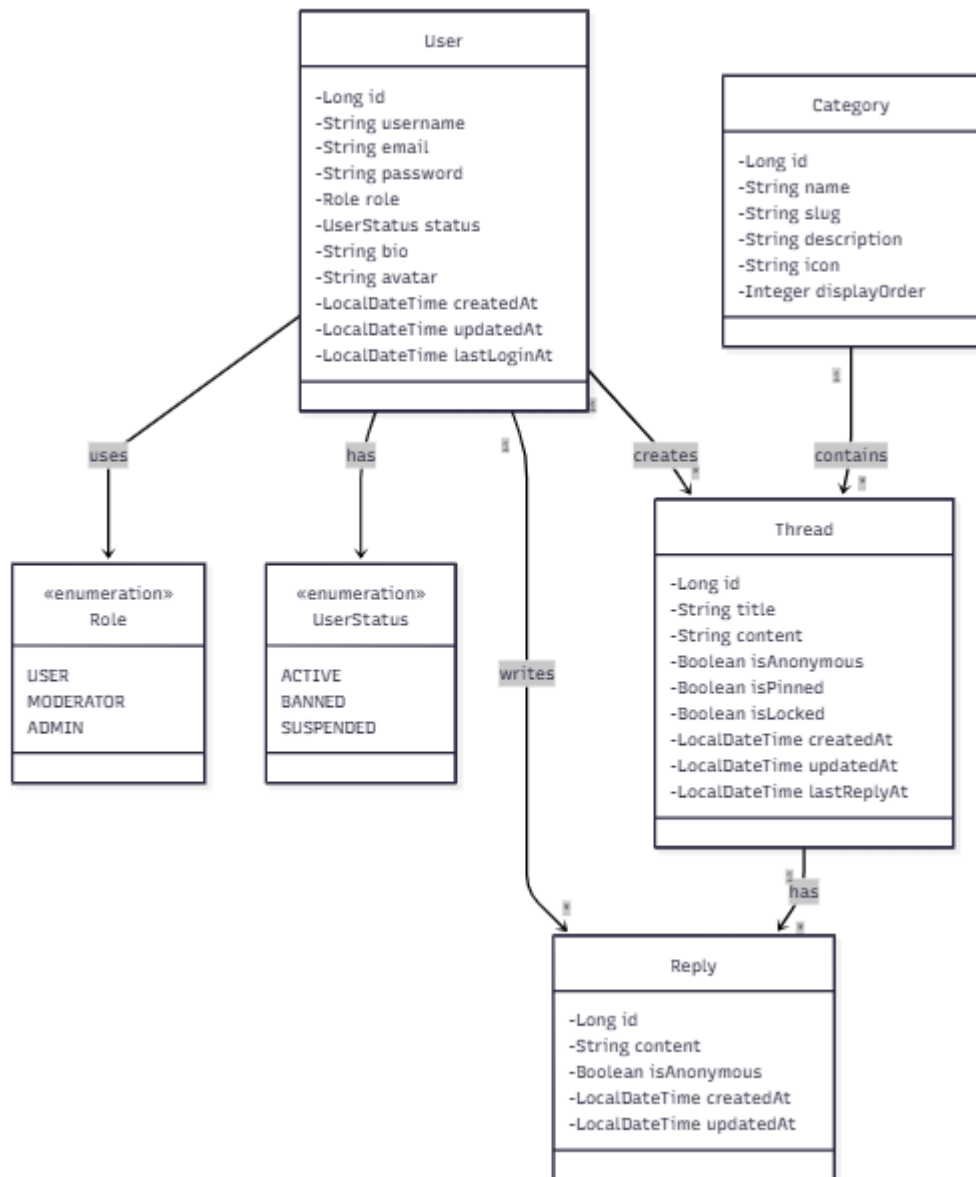 User
-Long id
-String username
-String email
-String password
-Role role
-UserStatus status
-String bio
-String avatar
-LocalDateTime createdAt
-LocalDateTime updatedAt
-LocalDateTime lastLoginAt
Category
-Long id
-String name
-String slug
-String description
-String icon
-Integer displayOrder
uses
has
creates
contains
1
*
*
«enumeration»
Role
USER
MODERATOR
ADMIN
«enumeration»
UserStatus
ACTIVE
BANNED
SUSPENDED
writes
Thread
-Long id
-String title
-String content
-Boolean isAnonymous
-Boolean isPinned
-Boolean isLocked
-LocalDateTime createdAt
-LocalDateTime updatedAt
-LocalDateTime lastReplyAt
has
*
*
Reply
-Long id
-String content
-Boolean isAnonymous
-LocalDateTime createdAt
-LocalDateTime updatedAt